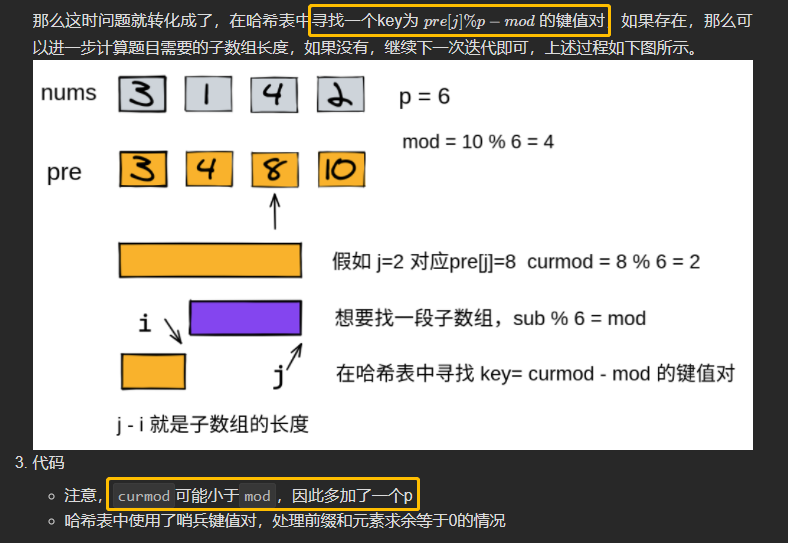 那么这时问题就转化成了，在哈希表中寻找一个key为 pre[j]%p − mod 的键值对 如果存在，那么可
以进一步计算题目需要的子数组长度，如果没有，继续下一次迭代即可，上述过程如下图所示。
nums 3 1 4 2 p = 6
mod = 10 % 6 = 4
pre 3 4 8 10
假如 j=2 对应pre[j]=8 curmod = 8 % 6 = 2
想要找一段子数组，sub % 6 = mod
i
j
在哈希表中寻找 key= curmod - mod 的键值对
j - i 就是子数组的长度
3. 代码
注意，curmod可能小于mod，因此多加了一个p
哈希表中使用了哨兵键值对，处理前缀和元素求余等于0的情况